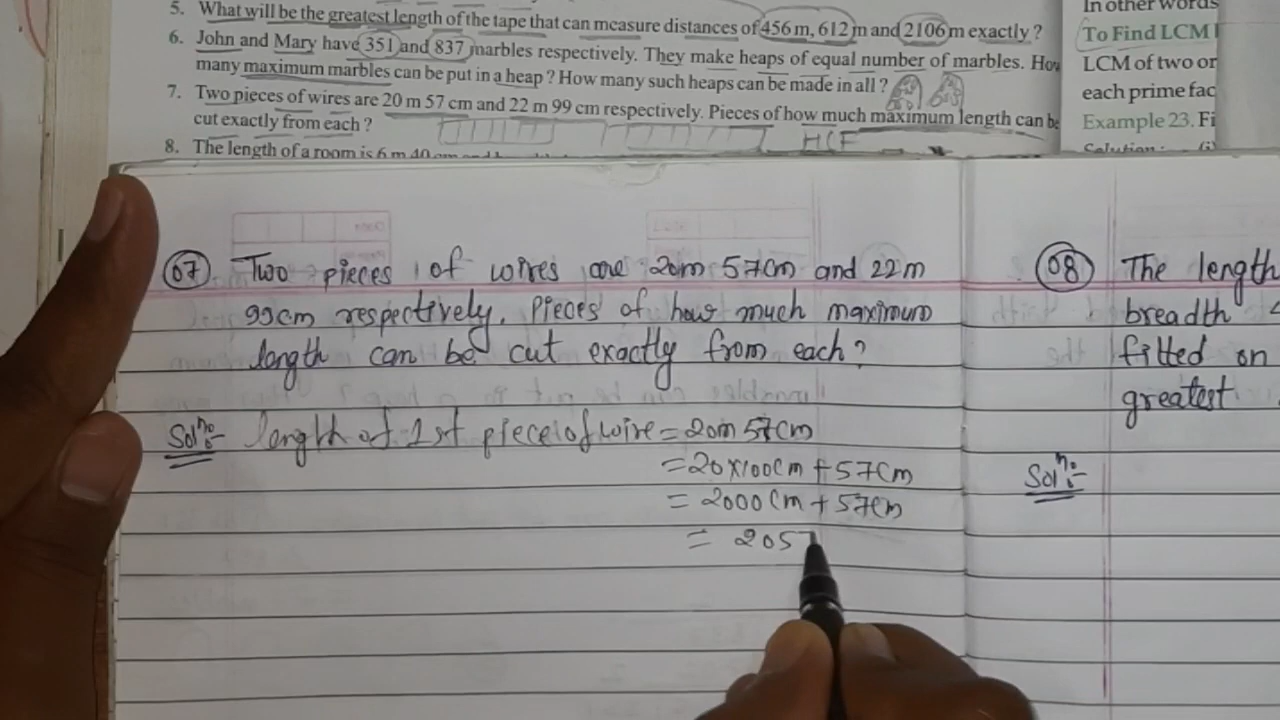 5. What will be the greatest length of the tape that can measure distances of 456 m, 612 m and 2106 m exactly ?
6. John and Mary have 351 and 837 marbles respectively. They make heaps of equal number of marbles. How
many maximum marbles can be put in a heap ? How many such heaps can be made in all ?
7. Two pieces of wires are 20 m 57 cm and 22 m 99 cm respectively. Pieces of how much maximum length can be
cut exactly from each ?
HCF
8. The length of a room is 6 m 40 cm and
In other words
To Find LCM
LCM of two or
each prime fac
Example 23. Fi
Solution : (i)
07 Two pieces of wires are 20m 57cm and 22m
99cm respectively. Pieces of how much maximum
length can be cut exactly from each?
Solⁿ:- length of 1st piece of wire = 20m 57cm
= 20×100cm + 57cm
= 2000cm + 57cm
= 205
08 The length
breadth
fitted on
greatest
Solⁿ:-